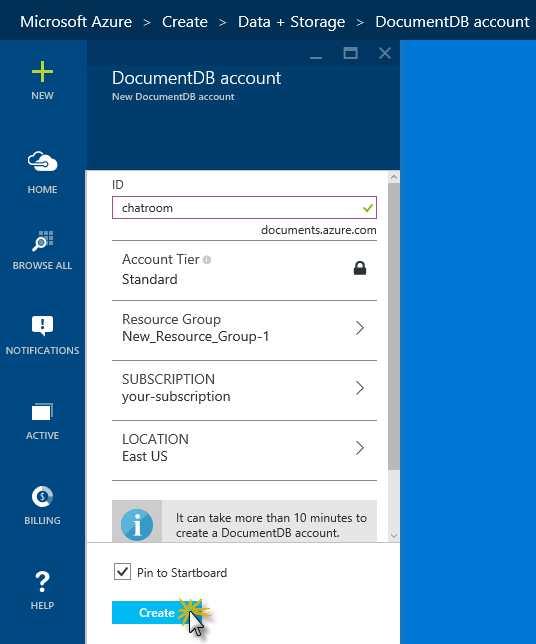 Microsoft Azure > Create > Data + Storage > DocumentDB account
NEW
HOME
BROWSE ALL
NOTIFICATIONS
ACTIVE
BILLING
HELP
DocumentDB account
New DocumentDB account
ID
chatroom
documents.azure.com
Account Tier
Standard
Resource Group
New_Resource_Group-1
SUBSCRIPTION
your-subscription
LOCATION
East US
It can take more than 10 minutes to
create a DocumentDB account.
Pin to Startboard
Create